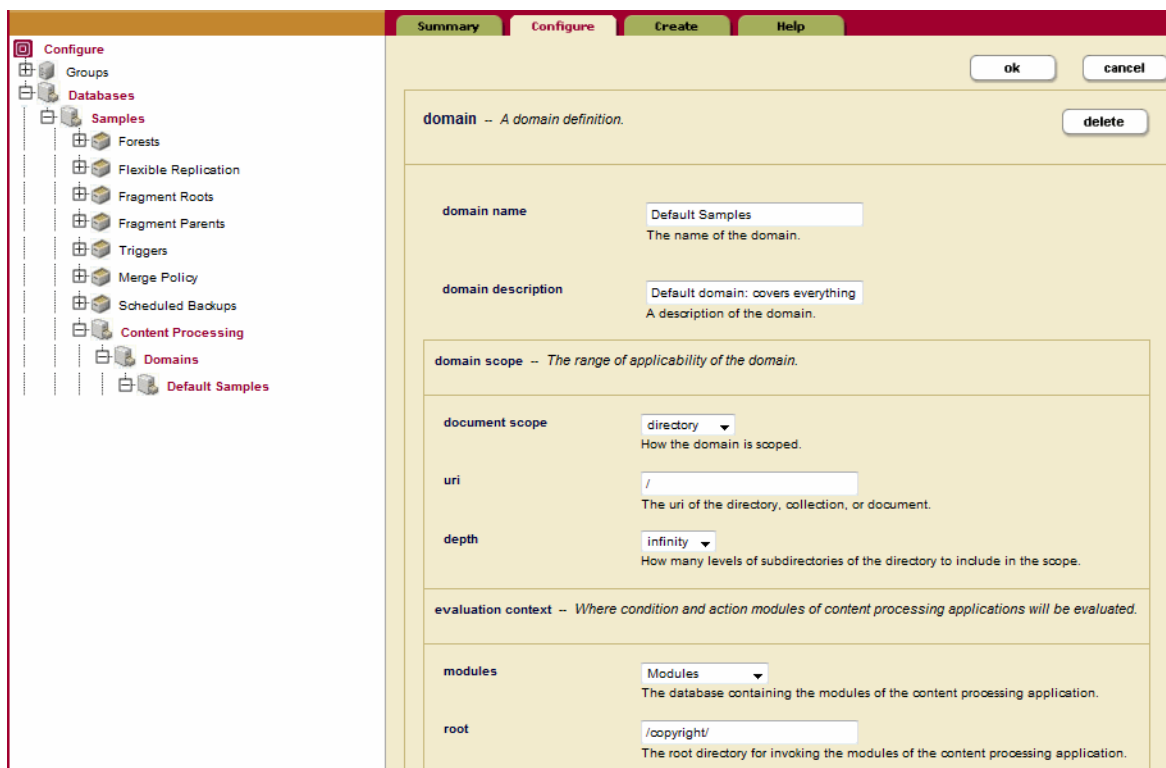 Summary
Configure
Create
Help
Configure
Groups
Databases
Samples
Forests
Flexible Replication
Fragment Roots
Fragment Parents
Triggers
Merge Policy
Scheduled Backups
Content Processing
Domains
Default Samples
ok
cancel
domain -- A domain definition.
delete
domain name
Default Samples
The name of the domain.
domain description
Default domain: covers everything
A description of the domain.
domain scope -- The range of applicability of the domain.
document scope
directory
How the domain is scoped.
uri
/
The uri of the directory, collection, or document.
depth
infinity
How many levels of subdirectories of the directory to include in the scope.
evaluation context -- Where condition and action modules of content processing applications will be evaluated.
modules
Modules
The database containing the modules of the content processing application.
root
/copyright/
The root directory for invoking the modules of the content processing application.